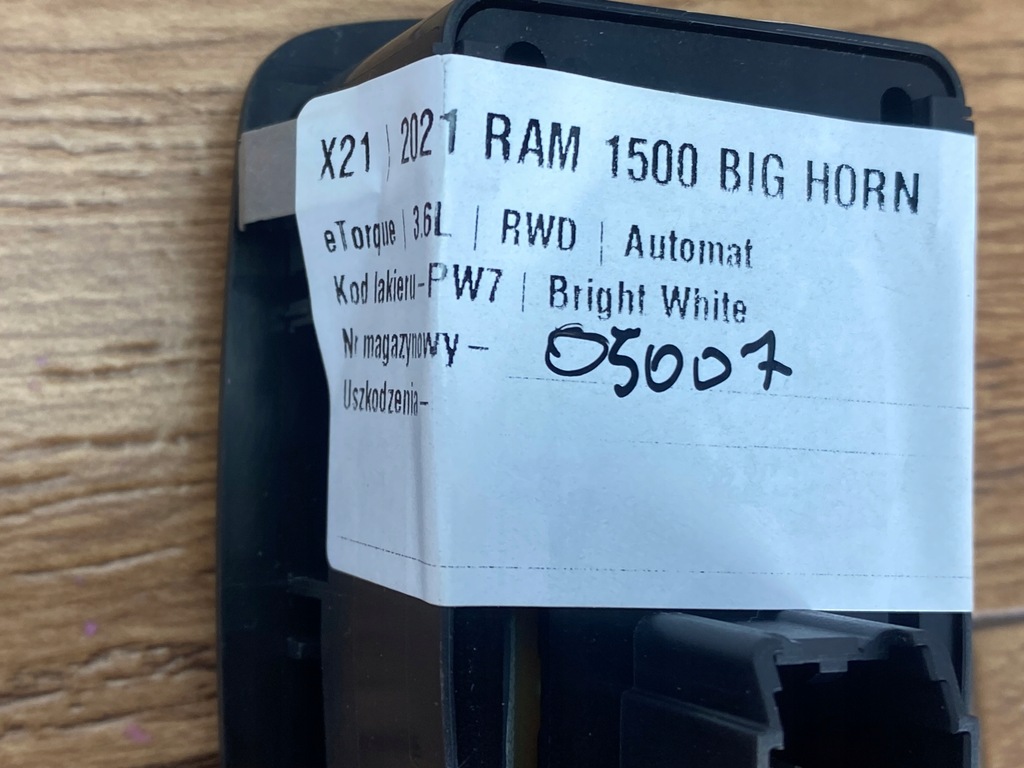 X21 | 2021 RAM 1500 BIG HORN
eTorque | 3.6L | RWD | Automat
Kod lakieru-PW7 | Bright White
Nr magazynowy- 05007
Uszkodzenia-